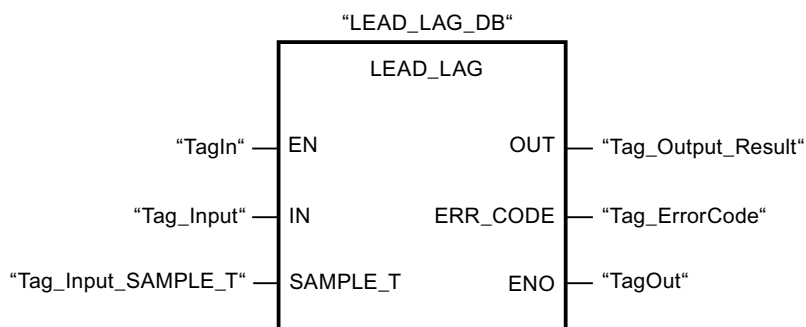 “LEAD_LAG_DB“
LEAD_LAG
“TagIn“ EN OUT “Tag_Output_Result“
“Tag_Input“ IN ERR_CODE “Tag_ErrorCode“
“Tag_Input_SAMPLE_T“ SAMPLE_T ENO “TagOut“